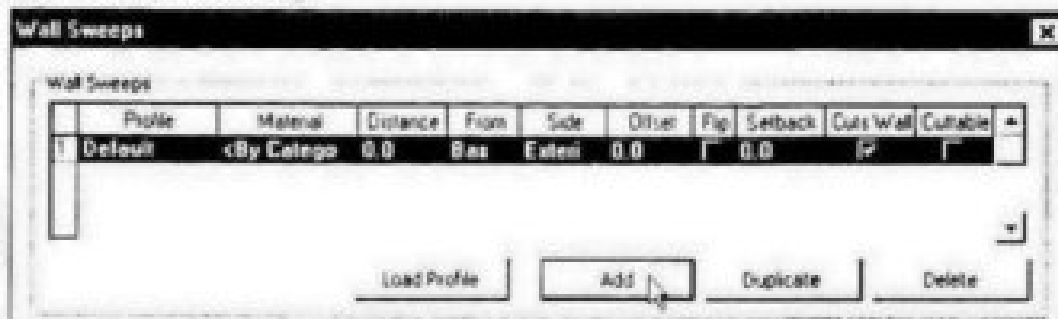 Wall Sweeps
Wall Sweeps
Profile Material Distance From Side Offset Flip Setback Cuts Wall Cuttable
1 Default <By Catego 0.0 Bas Exteri 0.0 0.0
Load Profile Add Duplicate Delete